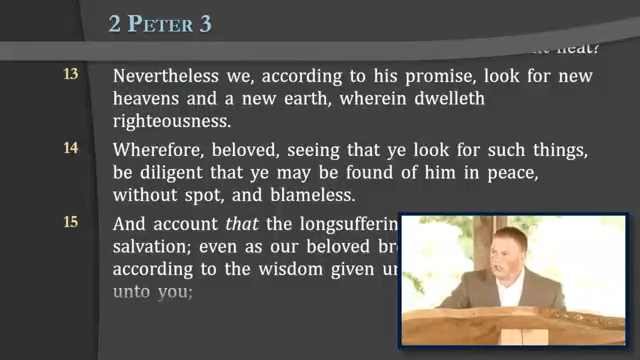 2 PETER 3
heat?
13 Nevertheless we, according to his promise, look for new
heavens and a new earth, wherein dwelleth
righteousness.
14 Wherefore, beloved, seeing that ye look for such things,
be diligent that ye may be found of him in peace,
without spot, and blameless.
15 And account that the
salvation; even as our beloved
according to the wisdom given
unto you;